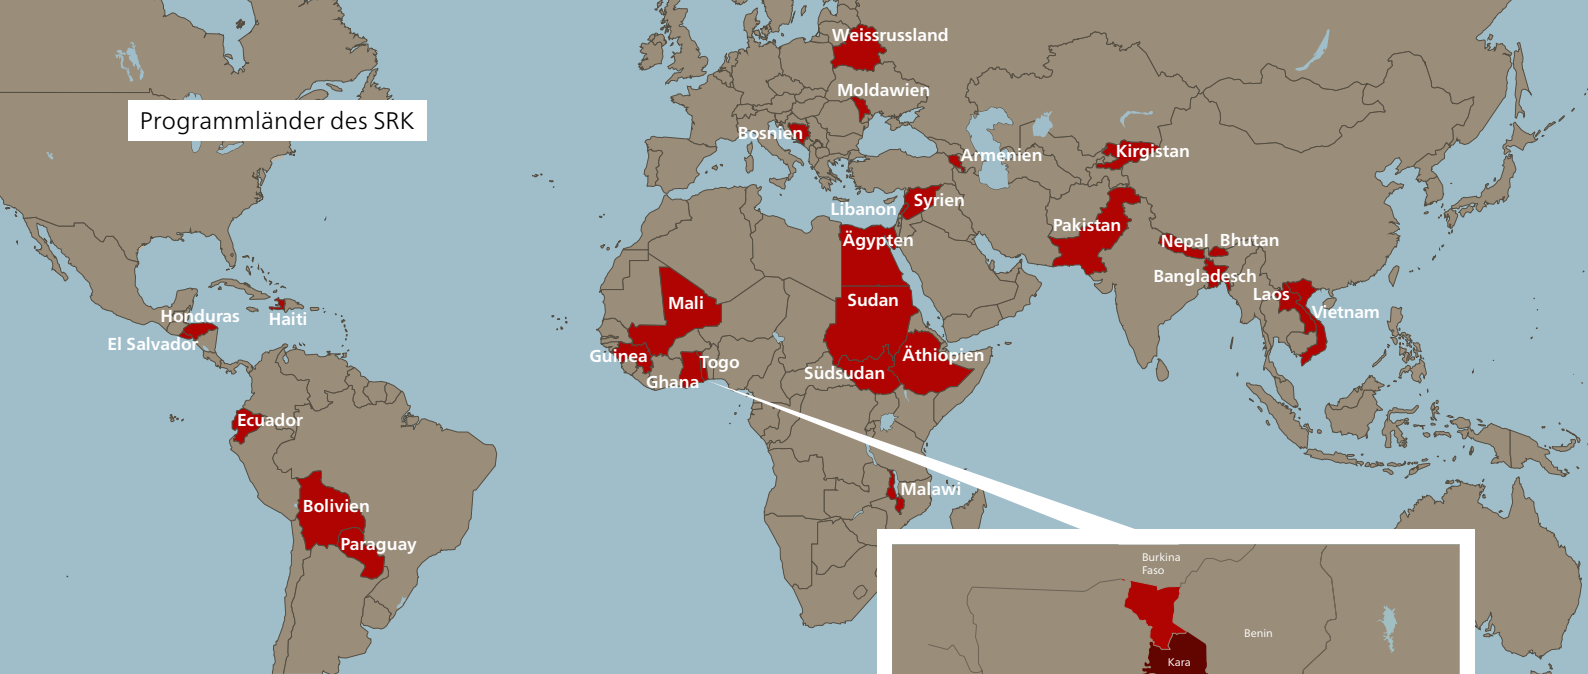 Weissrussland
Moldawien
Programmländer des SRK
Bosnien
Armenien
Kirgistan
Syrien
Libanon
Pakistan
Ägypten
Nepal
Bhutan
Bangladesch
Laos
Mali
Sudan
Vietnam
Honduras
Haiti
El Salvador
Guinea
Togo
Äthiopien
Südsudan
Ghana
Ecuador
Malawi
Bolivien
Paraguay
Burkina
Faso
Benin
Kara